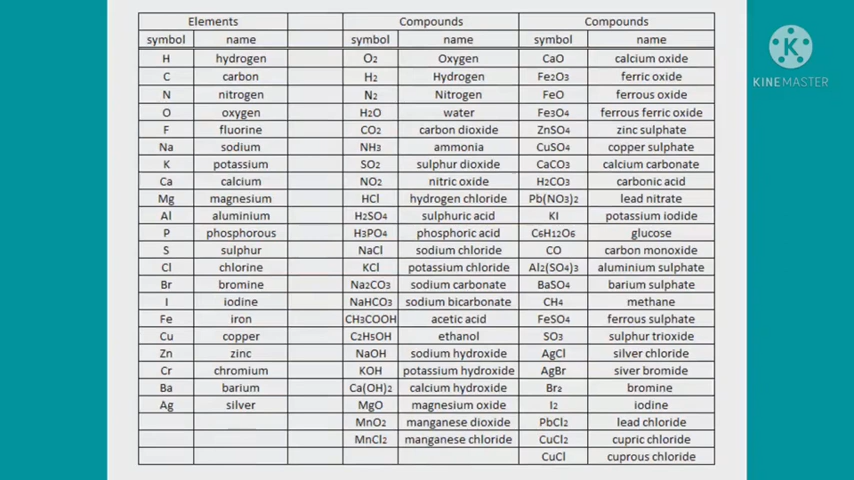 Elements Compounds Compounds
symbol name symbol name symbol name
H hydrogen O2 Oxygen CaO calcium oxide
C carbon H2 Hydrogen Fe2O3 ferric oxide
N nitrogen N2 Nitrogen FeO ferrous oxide
O oxygen H2O water Fe3O4 ferrous ferric oxide
F fluorine CO2 carbon dioxide ZnSO4 zinc sulphate
Na sodium NH3 ammonia CuSO4 copper sulphate
K potassium SO2 sulphur dioxide CaCO3 calcium carbonate
Ca calcium NO2 nitric oxide H2CO3 carbonic acid
Mg magnesium HCl hydrogen chloride Pb(NO3)2 lead nitrate
Al aluminium H2SO4 sulphuric acid KI potassium iodide
P phosphorous H3PO4 phosphoric acid C6H12O6 glucose
S sulphur NaCl sodium chloride CO carbon monoxide
Cl chlorine KCl potassium chloride Al2(SO4)3 aluminium sulphate
Br bromine Na2CO3 sodium carbonate BaSO4 barium sulphate
I iodine NaHCO3 sodium bicarbonate CH4 methane
Fe iron CH3COOH acetic acid FeSO4 ferrous sulphate
Cu copper C2H5OH ethanol SO3 sulphur trioxide
Zn zinc NaOH sodium hydroxide AgCl silver chloride
Cr chromium KOH potassium hydroxide AgBr siver bromide
Ba barium Ca(OH)2 calcium hydroxide Br2 bromine
Ag silver MgO magnesium oxide I2 iodine
MnO2 manganese dioxide PbCl2 lead chloride
MnCl2 manganese chloride CuCl2 cupric chloride
CuCl cuprous chloride
K
KINEMASTER